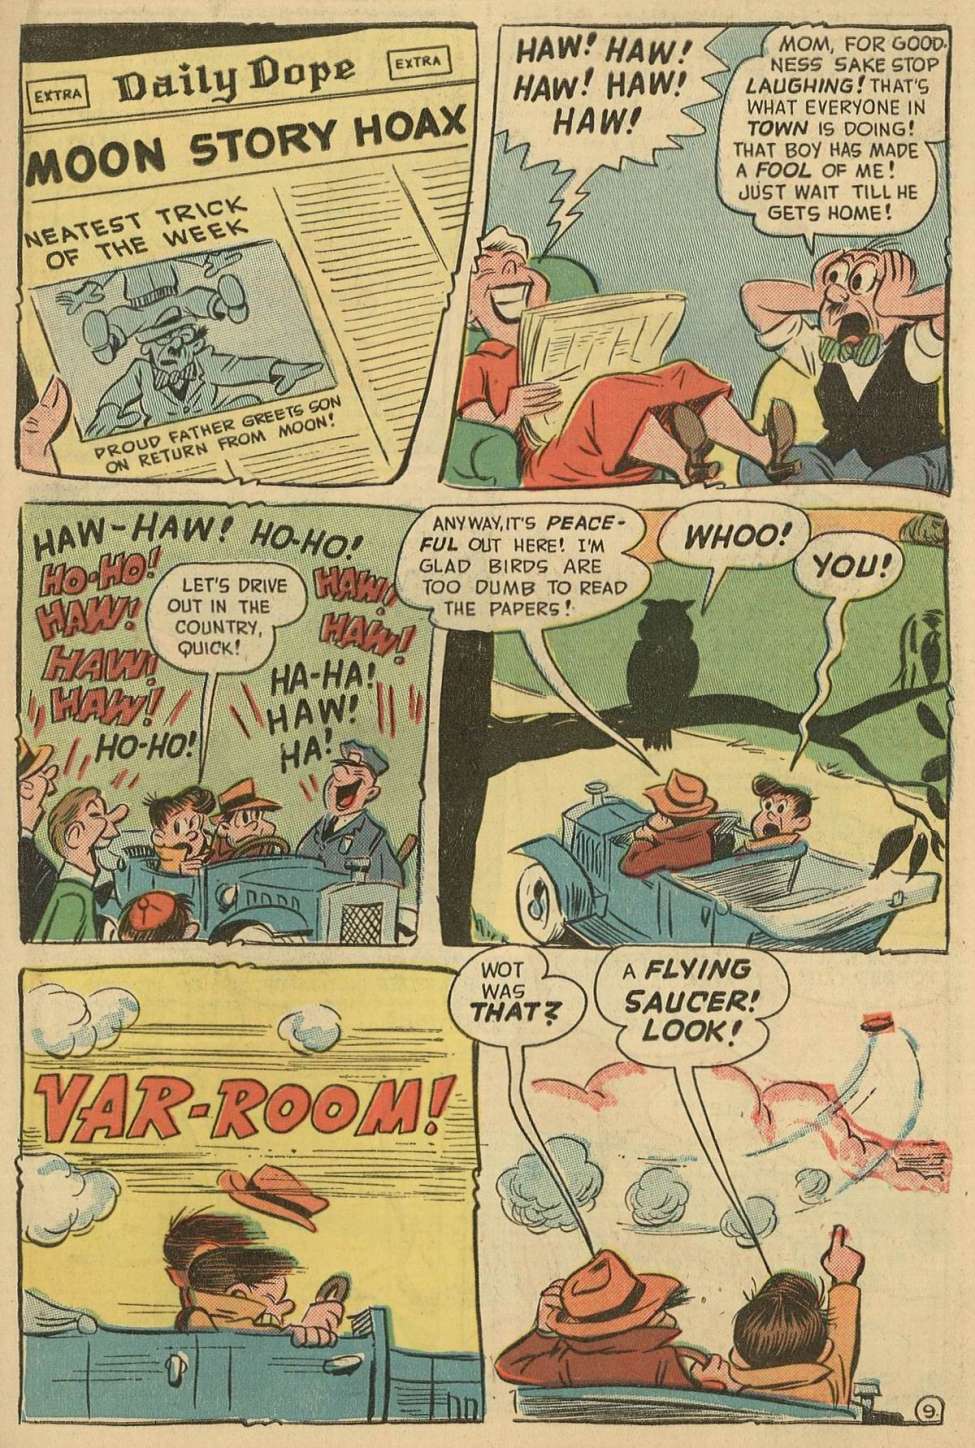 EXTRA
Daily Dope
EXTRA
MOON STORY HOAX
NEATEST TRICK
OF THE WEEK
PROUD FATHER GREETS SON
ON RETURN FROM MOON!
HAW! HAW!
HAW! HAW!
HAW!
MOM, FOR GOOD-
NESS SAKE STOP
LAUGHING! THAT'S
WHAT EVERYONE IN
TOWN IS DOING!
THAT BOY HAS MADE
A FOOL OF ME!
JUST WAIT TILL HE
GETS HOME!
HAW-HAW! HO-HO!
HO-HO!
HAW!
HAW!
HAW!
HO-HO!
LET'S DRIVE
OUT IN THE
COUNTRY,
QUICK!
HAW!
HAW!
HA-HA!
HAW!
HA!
ANYWAY, IT'S PEACE-
FUL OUT HERE! I'M
GLAD BIRDS ARE
TOO DUMB TO READ
THE PAPERS!
WHOO!
YOU!
VAR-ROOM!
WOT
WAS
THAT?
A FLYING
SAUCER!
LOOK!
9